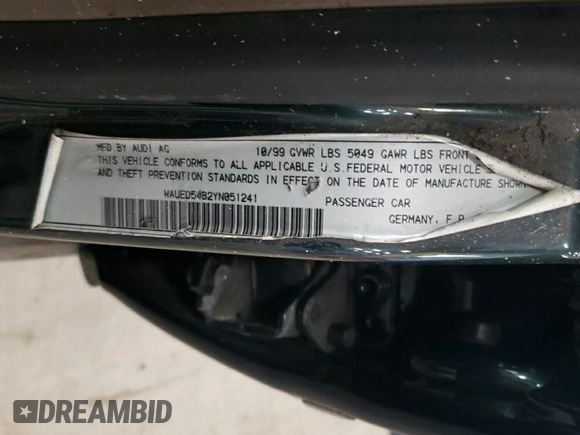 MFD.BY AUDI AG 10/99 GVWR LBS 5049 GAWR LBS FRONT
THIS VEHICLE CONFORMS TO ALL APPLICABLE U.S.FEDERAL MOTOR VEHICLE
AND THEFT PREVENTION STANDARDS IN EFFECT ON THE DATE OF MANUFACTURE SHOWN
WAUED54B2YN051241 PASSENGER CAR
GERMANY, F.R
DREAMBID